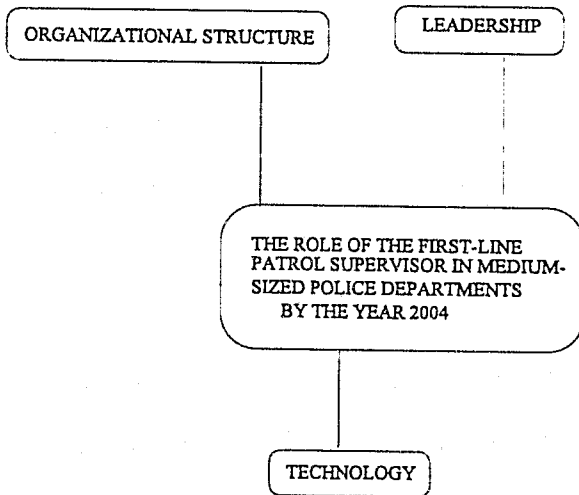 ORGANIZATIONAL STRUCTURE
LEADERSHIP
THE ROLE OF THE FIRST-LINE
PATROL SUPERVISOR IN MEDIUM-
SIZED POLICE DEPARTMENTS
BY THE YEAR 2004
TECHNOLOGY